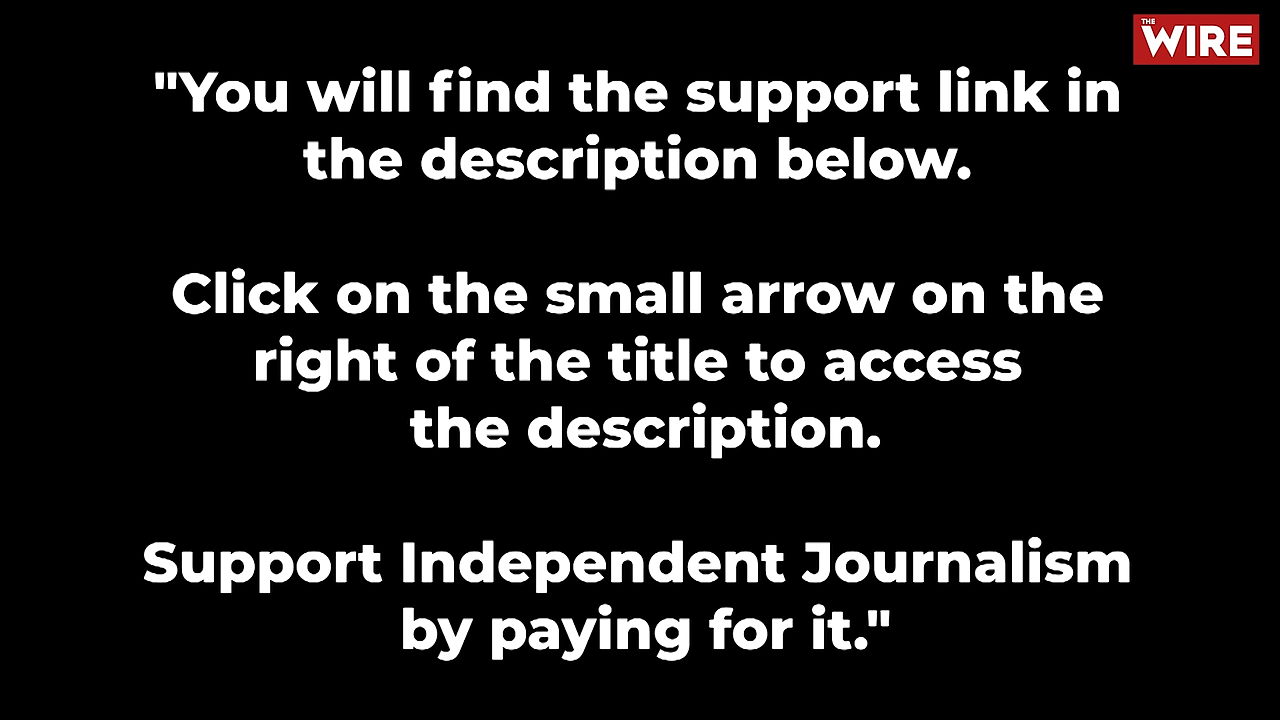 THE
WIRE
"You will find the support link in
the description below.
Click on the small arrow on the
right of the title to access
the description.
Support Independent Journalism
by paying for it."